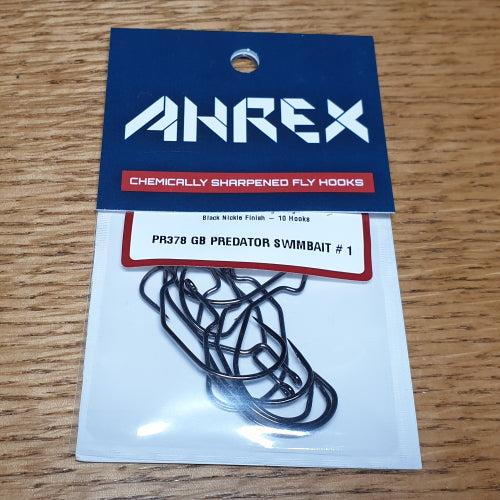 AHREX
CHEMICALLY SHARPENED FLY HOOKS
Black Nickle Finish – 10 Hooks
PR378 GB PREDATOR SWIMBAIT # 1